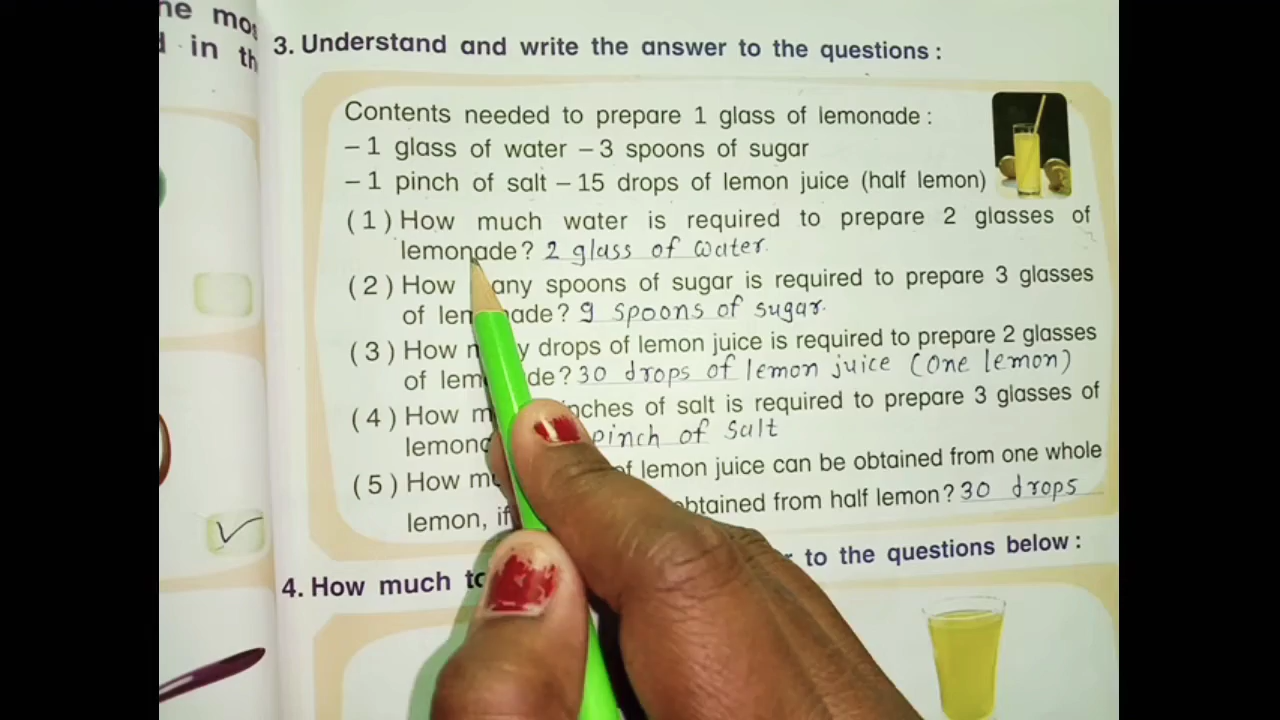 he mos
d in th
3. Understand and write the answer to the questions :
Contents needed to prepare 1 glass of lemonade :
– 1 glass of water – 3 spoons of sugar
– 1 pinch of salt – 15 drops of lemon juice (half lemon)
( 1 ) How much water is required to prepare 2 glasses of
lemonade? 2 glass of water.
( 2 ) How any spoons of sugar is required to prepare 3 glasses
of lem ade? 9 spoons of sugar.
( 3 ) How drops of lemon juice is required to prepare 2 glasses
of lem de? 30 drops of lemon juice (One lemon)
( 4 ) How m inches of salt is required to prepare 3 glasses of
lemon pinch of Salt
( 5 ) How mu of lemon juice can be obtained from one whole
lemon, if obtained from half lemon? 30 drops
4. How much to to the questions below :